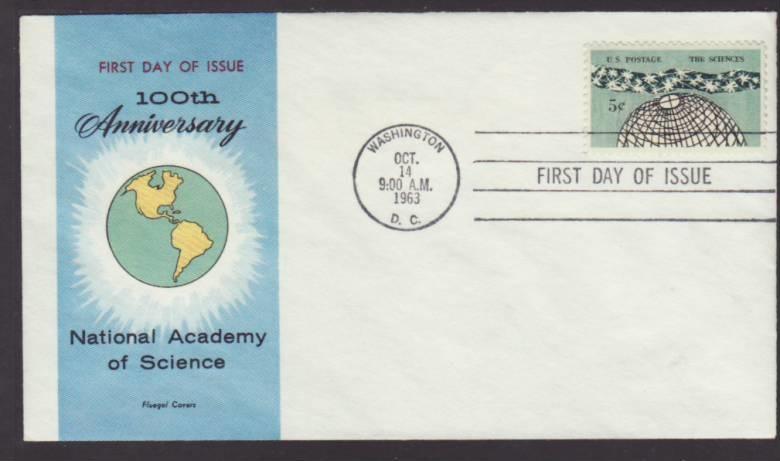 FIRST DAY OF ISSUE
100th
Anniversary
National Academy
of Science
Fluegel Covers
WASHINGTON
OCT.
14
9:00 A.M.
1963
D. C.
U.S. POSTAGE THE SCIENCES
5¢
FIRST DAY OF ISSUE